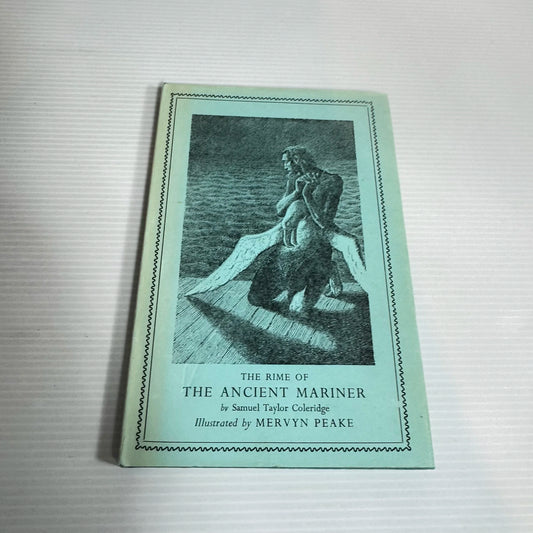 THE RIME OF
THE ANCIENT MARINER
by Samuel Taylor Coleridge
Illustrated by MERVYN PEAKE